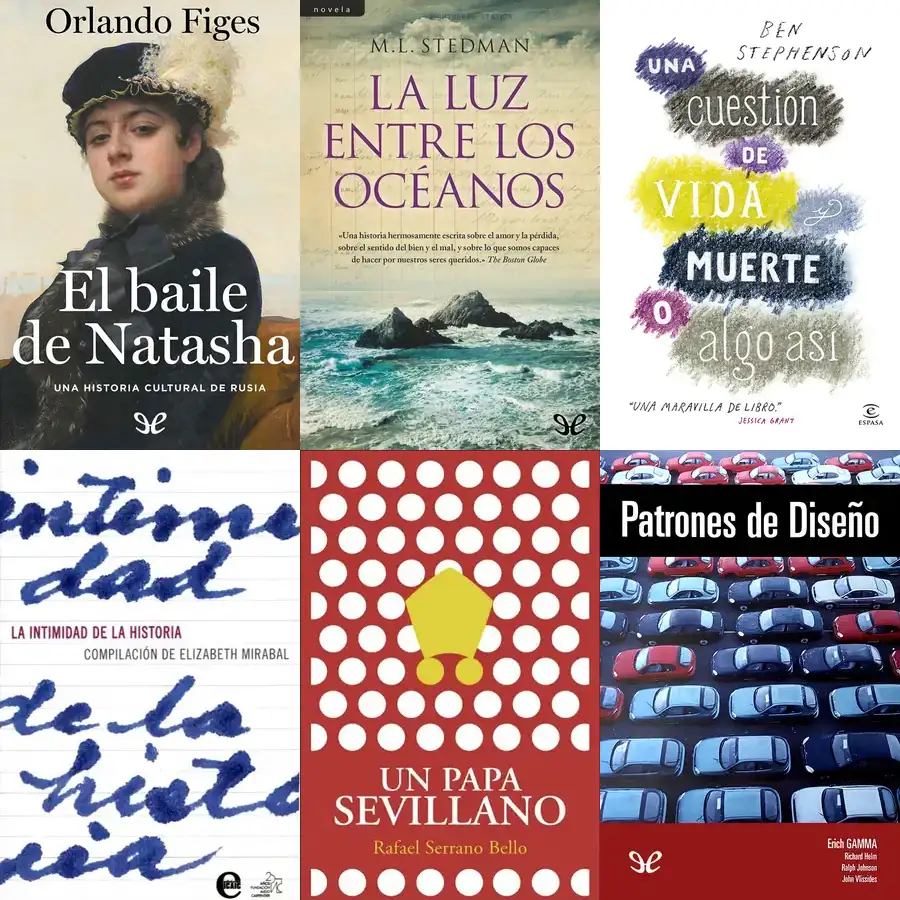 Orlando Figes
El baile
de Natasha
UNA HISTORIA CULTURAL DE RUSIA
novela
M.L. STEDMAN
LA LUZ
ENTRE LOS
OCÉANOS
«Una historia hermosamente escrita sobre el amor y la pérdida,
sobre el sentido del bien y el mal, y sobre lo que somos capaces
de hacer por nuestros seres queridos.» The Boston Globe
BEN
STEPHENSON
UNA
cuestión
DE
VIDA
y
MUERTE
O
algo así
"UNA MARAVILLA DE LIBRO."
JESSICA GRANT
e
ESPASA
intimi
dad
LA INTIMIDAD DE LA HISTORIA
COMPILACIÓN DE ELIZABETH MIRABAL
de la
histo
ria
UN PAPA
SEVILLANO
Rafael Serrano Bello
Patrones de Diseño
Erich GAMMA
Richard Helm
Ralph Johnson
John Vlissides